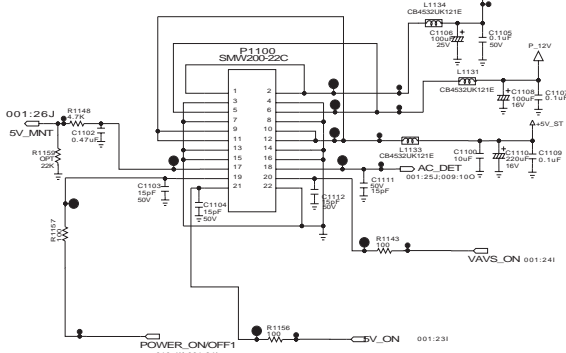 L1134
CB4532UK121E
C1106
100uF
25V
C1105
0.1uF
50V
P1100
SMW200-22C
P_12V
L1131
CB4532UK121E
C1108
100uF
16V
0.1uF
+5V_ST
1 2
3 4
5 6
7 8
9 10
11 12
13 14
15 16
17 18
19 20
21 22
001:26J
5V_MNT
R1148
4.7K
C1102
0.47uF
R1159
OPT
22K
L1133
CB4532UK121E
C1100
10uF
C1110
220uF
16V
C1109
0.1uF
AC_DET
001:25J;009:10O
C1103
15pF
50V
C1104
15pF
50V
C1112
15pF
50V
C1111
50V
15pF
R1157
100
R1143
100
VAVS_ON 001:24I
R1156
100
5V_ON 001:23I
POWER_ON/OFF1